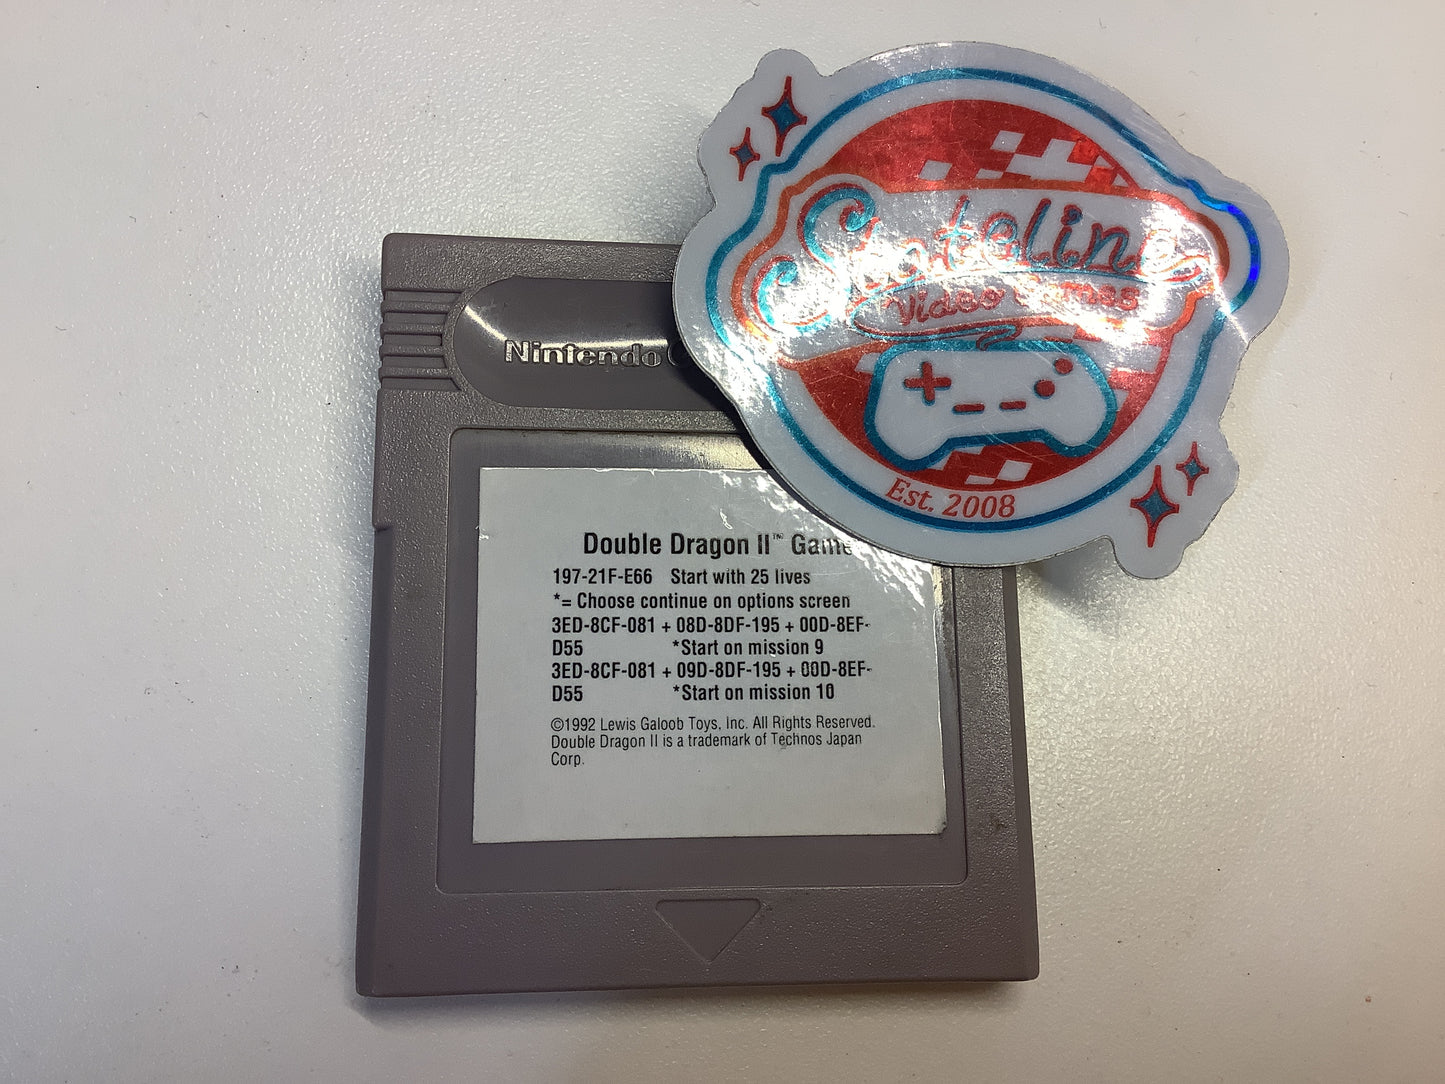 Stateline
Video Games
Est. 2008
Nintendo
Double Dragon II™ Game
197-21F-E66 Start with 25 lives
*= Choose continue on options screen
3ED-8CF-081 + 08D-8DF-195 + 00D-8EF-
D55 *Start on mission 9
3ED-8CF-081 + 09D-8DF-195 + 00D-8EF-
D55 *Start on mission 10
©1992 Lewis Galoob Toys, Inc. All Rights Reserved.
Double Dragon II is a trademark of Technos Japan
Corp.